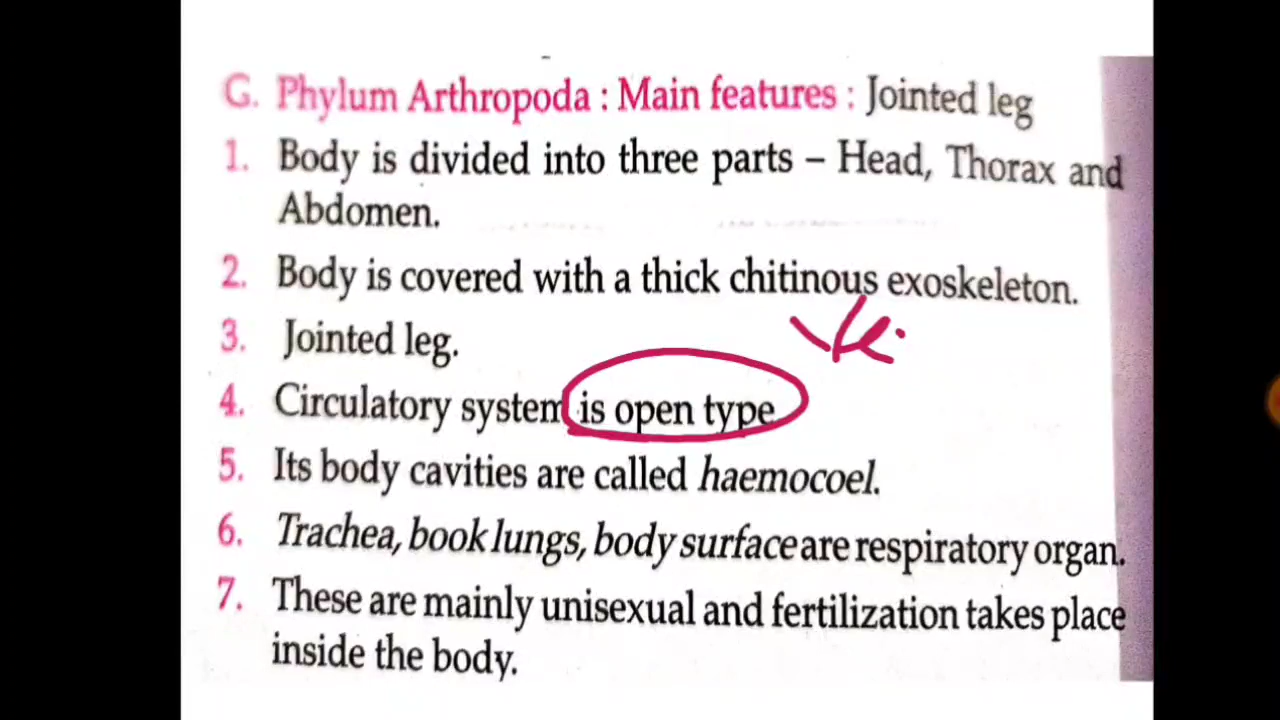 G. Phylum Arthropoda : Main features : Jointed leg
1. Body is divided into three parts – Head, Thorax and
Abdomen.
2. Body is covered with a thick chitinous exoskeleton.
3. Jointed leg.
4. Circulatory system is open type
5. Its body cavities are called haemocoel.
6. Trachea, book lungs, body surface are respiratory organ.
7. These are mainly unisexual and fertilization takes place
inside the body.